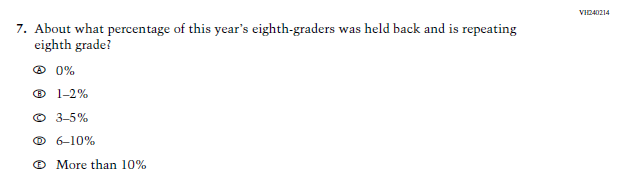 VH240214
7. About what percentage of this year's eighth-graders was held back and is repeating
eighth grade?
Ⓐ 0%
Ⓑ 1–2%
Ⓒ 3–5%
Ⓓ 6–10%
Ⓔ More than 10%